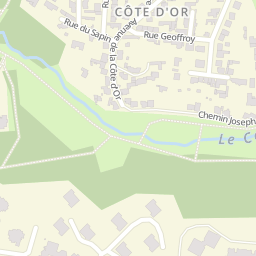 CÔTE D'OR
Rue du Sapin
Rue Geoffroy
Avenue de la Côte d'Or
Chemin Joseph
Le C